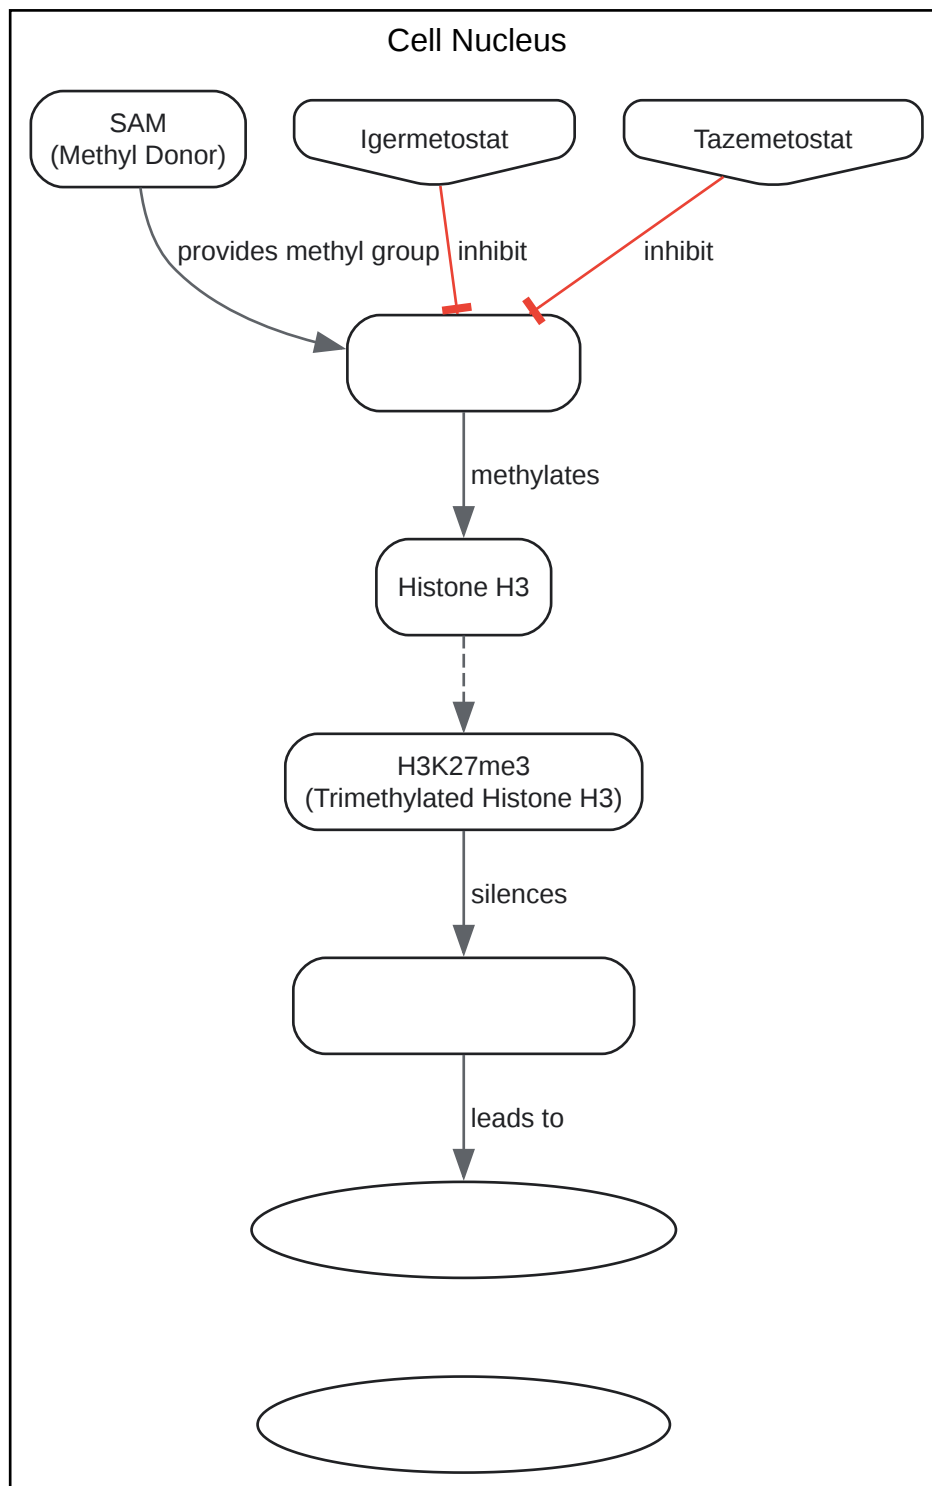 Cell Nucleus
SAM
(Methyl Donor)
Igermetostat
Tazemetostat
provides methyl group
inhibit
inhibit
methylates
Histone H3
H3K27me3
(Trimethylated Histone H3)
silences
leads to